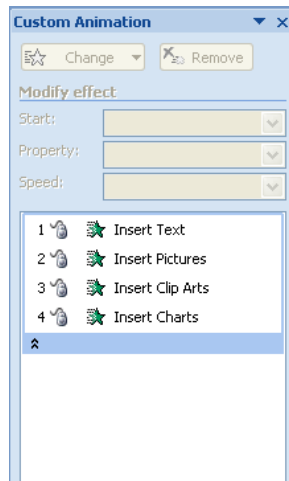 Custom Animation
Change
Remove
Modify effect
Start:
Property:
Speed:
1 Insert Text
2 Insert Pictures
3 Insert Clip Arts
4 Insert Charts